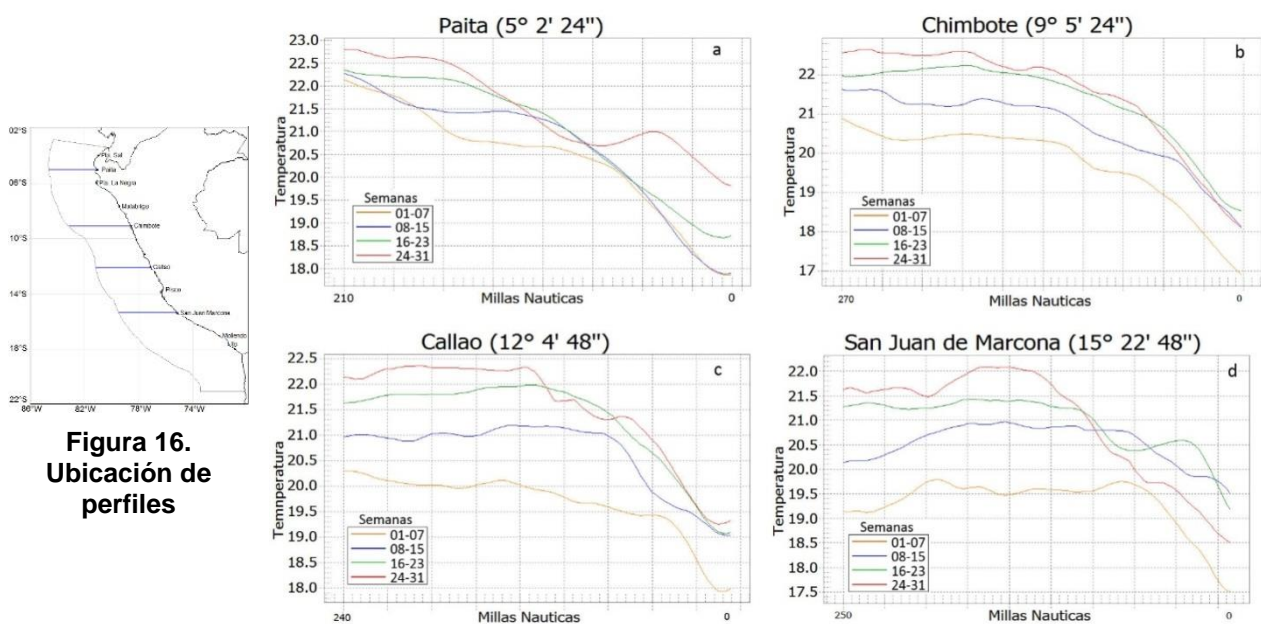 Paita (5° 2' 24")
a
23.0
22.5
22.0
21.5
21.0
20.5
20.0
19.5
19.0
18.5
18.0
Temperatura
Semanas
01-07
08-15
16-23
24-31
210
Millas Nauticas
0
Chimbote (9° 5' 24")
b
22
21
20
19
18
17
Temperatura
Semanas
01-07
08-15
16-23
24-31
270
Millas Nauticas
0
02°S
06°S
10°S
14°S
18°S
22°S
86°W
82°W
78°W
74°W
Pta. Sal
Paita
Pta. La Negra
Malabrigo
Chimbote
Callao
Pisco
San Juan Marcona
Mollendo
Ilo
Figura 16.
Ubicación de
perfiles
Callao (12° 4' 48")
c
22.5
22.0
21.5
21.0
20.5
20.0
19.5
19.0
18.5
18.0
Temnperatura
Semanas
01-07
08-15
16-23
24-31
240
Millas Nauticas
0
San Juan de Marcona (15° 22' 48")
d
22.0
21.5
21.0
20.5
20.0
19.5
19.0
18.5
18.0
17.5
Temperatura
Semanas
01-07
08-15
16-23
24-31
250
Millas Nauticas
0